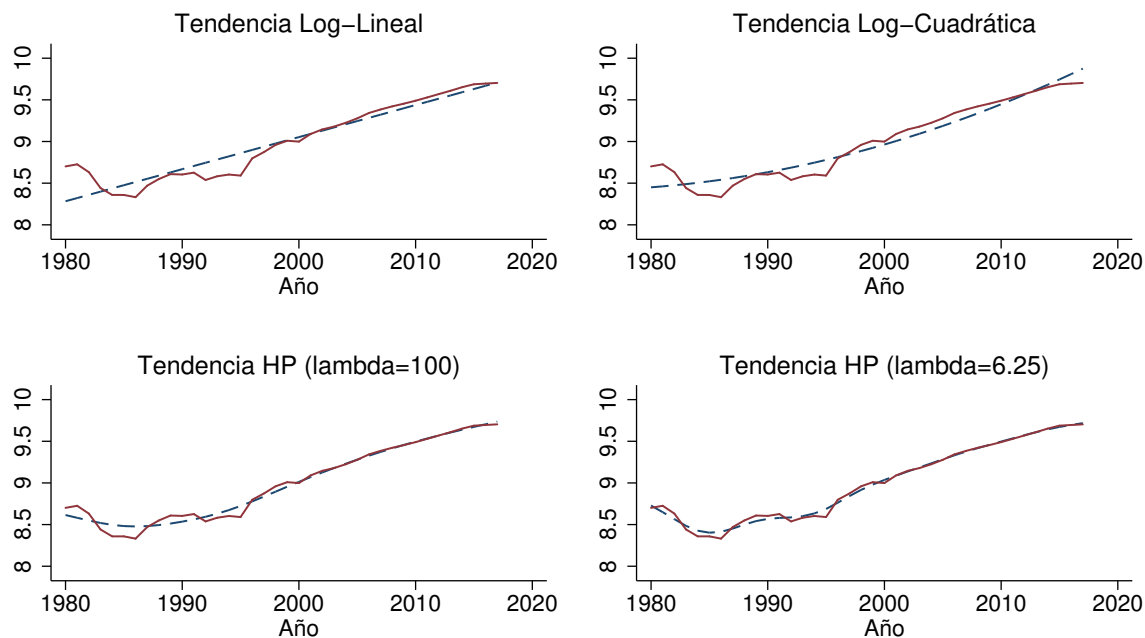 Tendencia Log−Lineal
10
9.5
9
8.5
8
1980 1990 2000 2010 2020
Año
Tendencia Log−Cuadrática
10
9.5
9
8.5
8
1980 1990 2000 2010 2020
Año
Tendencia HP (lambda=100)
10
9.5
9
8.5
8
1980 1990 2000 2010 2020
Año
Tendencia HP (lambda=6.25)
10
9.5
9
8.5
8
1980 1990 2000 2010 2020
Año